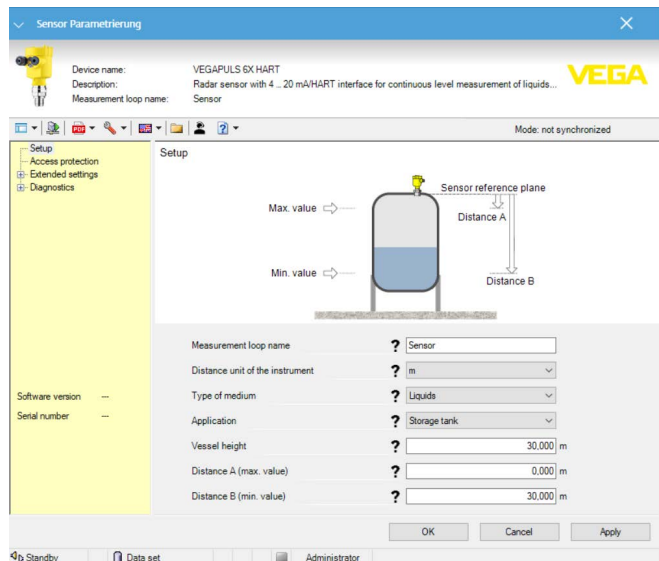 Sensor Parametrierung
Device name: VEGAPULS 6X HART
Description: Radar sensor with 4 .. 20 mA/HART interface for continuous level measurement of liquids...
Measurement loop name: Sensor
VEGA
PDF
Mode: not synchronized
Setup
Access protection
Extended settings
Diagnostics
Software version ---
Serial number ---
Setup
Max. value
Sensor reference plane
Distance A
Min. value
Distance B
Measurement loop name ? Sensor
Distance unit of the instrument ? m
Type of medium ? Liquids
Application ? Storage tank
Vessel height ? 30,000 m
Distance A (max. value) ? 0,000 m
Distance B (min. value) ? 30,000 m
OK Cancel Apply
Standby Data set Administrator